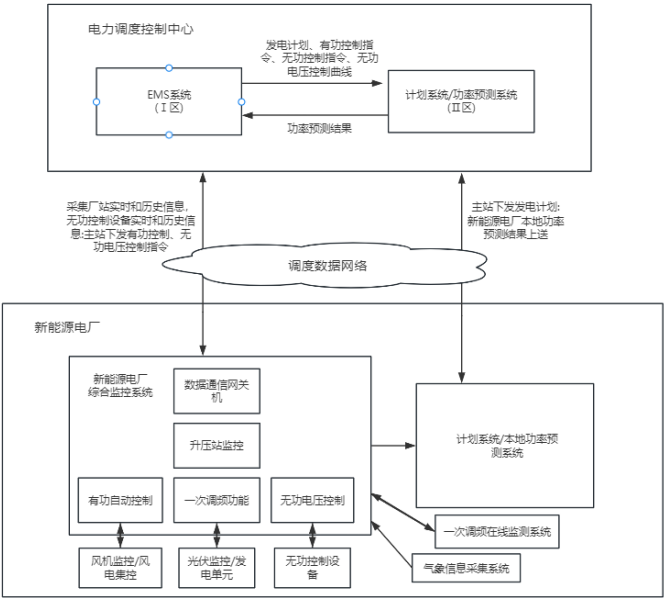 电力调度控制中心
发电计划、有功控制指
令、无功控制指令、无功
电压控制曲线
EMS系统
(Ⅰ区)
计划系统/功率预测系统
(Ⅱ区)
功率预测结果
采集厂站实时和历史信息,
无功控制设备实时和历史信
息;主站下发有功控制、无
功电压控制指令
主站下发发电计划;
新能源电厂本地功率
预测结果上送
调度数据网络
新能源电厂
新能源电厂
综合监控系统
数据通信网关
机
升压站监控
计划系统/本地功率预
测系统
有功自动控制
一次调频功能
无功电压控制
一次调频在线监测系统
风机监控/风
电集控
光伏监控/发
电单元
无功控制设
备
气象信息采集系统